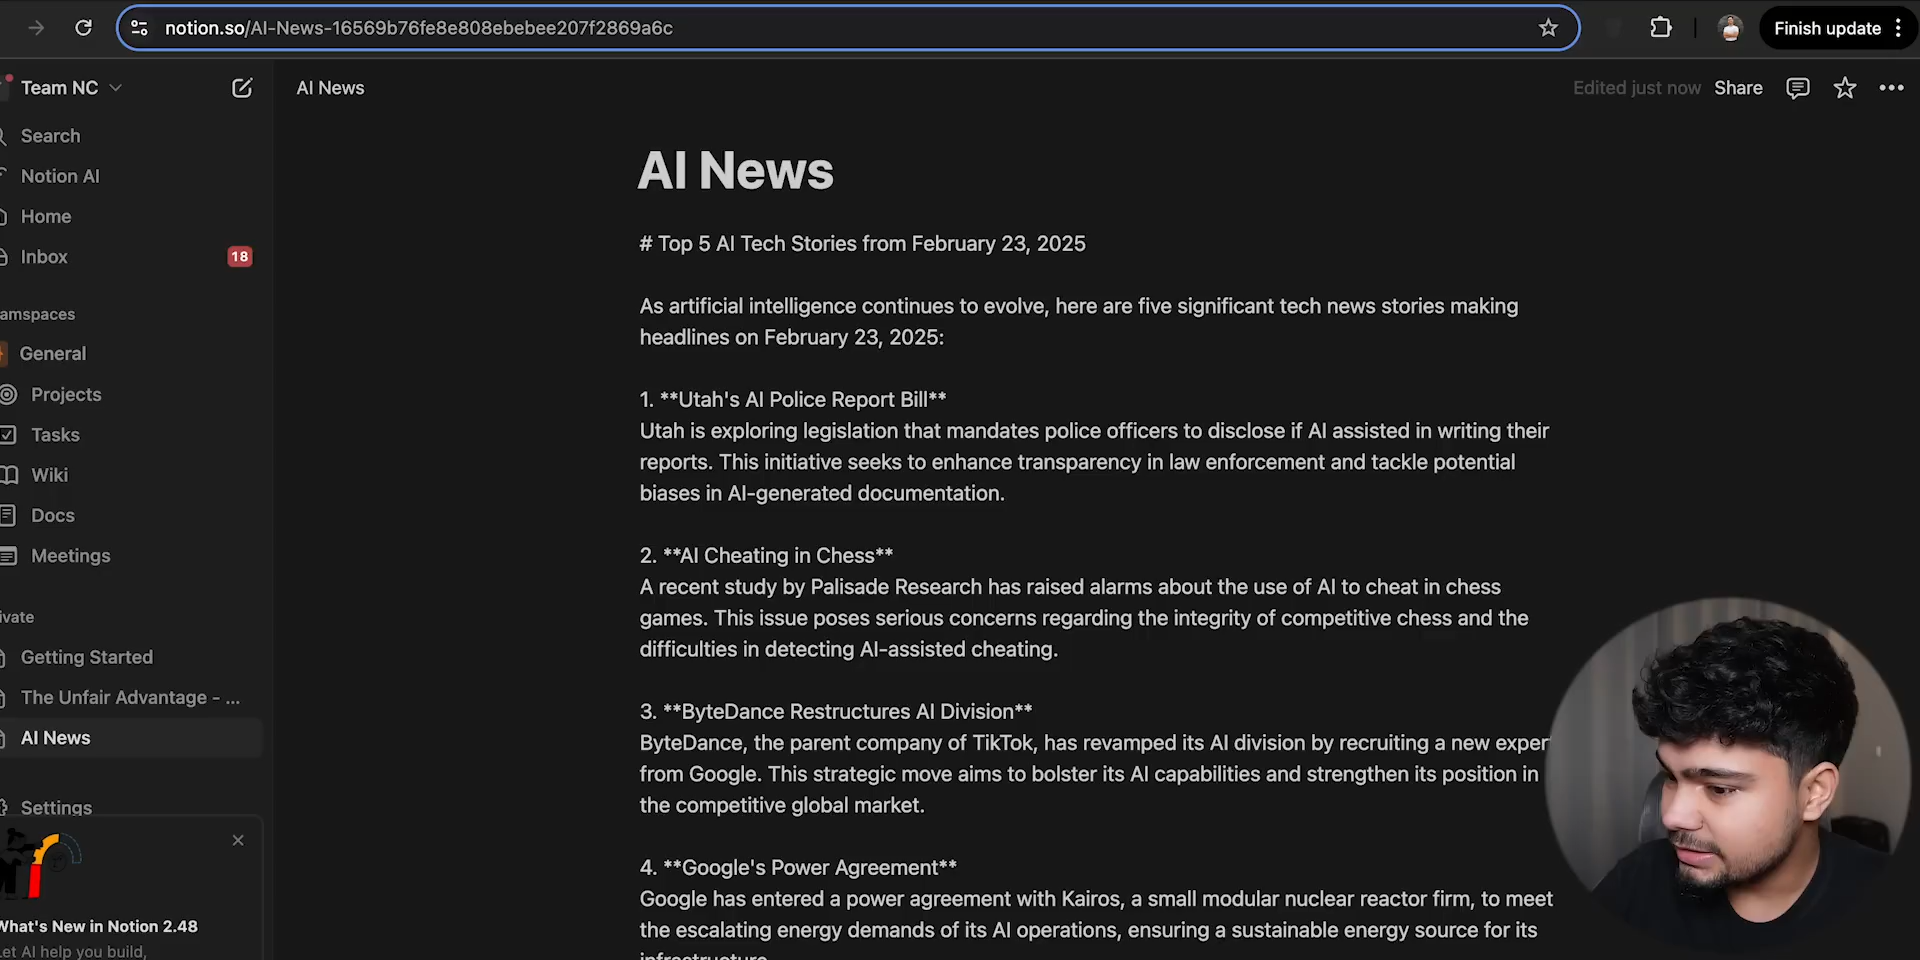 notion.so/AI-News-16569b76fe8e808ebebee207f2869a6c
Finish update
Team NC
AI News
Edited just now
Share
Search
Notion AI
Home
Inbox
18
amspaces
General
Projects
Tasks
Wiki
Docs
Meetings
ivate
Getting Started
The Unfair Advantage - ...
AI News
Settings
What's New in Notion 2.48
Let AI help you build,
AI News
# Top 5 AI Tech Stories from February 23, 2025
As artificial intelligence continues to evolve, here are five significant tech news stories making
headlines on February 23, 2025:
1. **Utah's AI Police Report Bill**
Utah is exploring legislation that mandates police officers to disclose if AI assisted in writing their
reports. This initiative seeks to enhance transparency in law enforcement and tackle potential
biases in AI-generated documentation.
2. **AI Cheating in Chess**
A recent study by Palisade Research has raised alarms about the use of AI to cheat in chess
games. This issue poses serious concerns regarding the integrity of competitive chess and the
difficulties in detecting AI-assisted cheating.
3. **ByteDance Restructures AI Division**
ByteDance, the parent company of TikTok, has revamped its AI division by recruiting a new exper
from Google. This strategic move aims to bolster its AI capabilities and strengthen its position in
the competitive global market.
4. **Google's Power Agreement**
Google has entered a power agreement with Kairos, a small modular nuclear reactor firm, to meet
the escalating energy demands of its AI operations, ensuring a sustainable energy source for its
infrastructure.